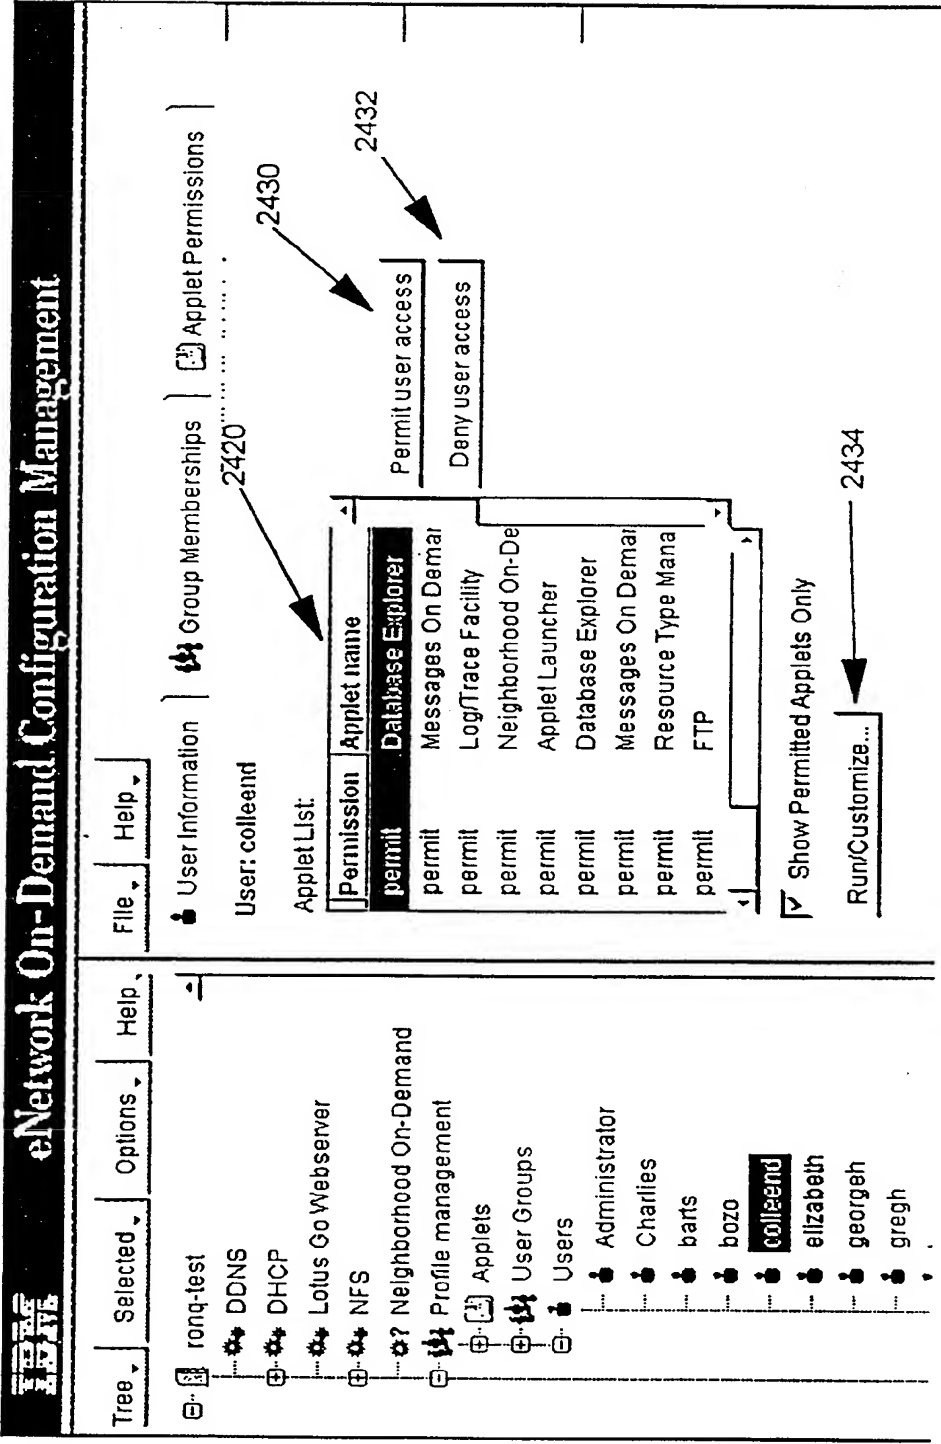 IBM eNetwork On-Demand Configuration Management
Tree Selected Options Help
ronq-test
DDNS
DHCP
Lotus Go Webserver
NFS
? Neighborhood On-Demand
Profile management
Applets
User Groups
Users
Administrator
Charlies
barts
bozo
colleend
elizabeth
georgeh
gregh
File Help
User Information Group Memberships Applet Permissions
User: colleend
Applet List:
Permission Applet name
permit Database Explorer
permit Messages On Demar
permit Log/Trace Facility
permit Neighborhood On-De
permit Applet Launcher
permit Database Explorer
permit Messages On Demar
permit Resource Type Mana
permit FTP
Permit user access
Deny user access
Show Permitted Applets Only
Run/Customize...
2420
2430
2432
2434